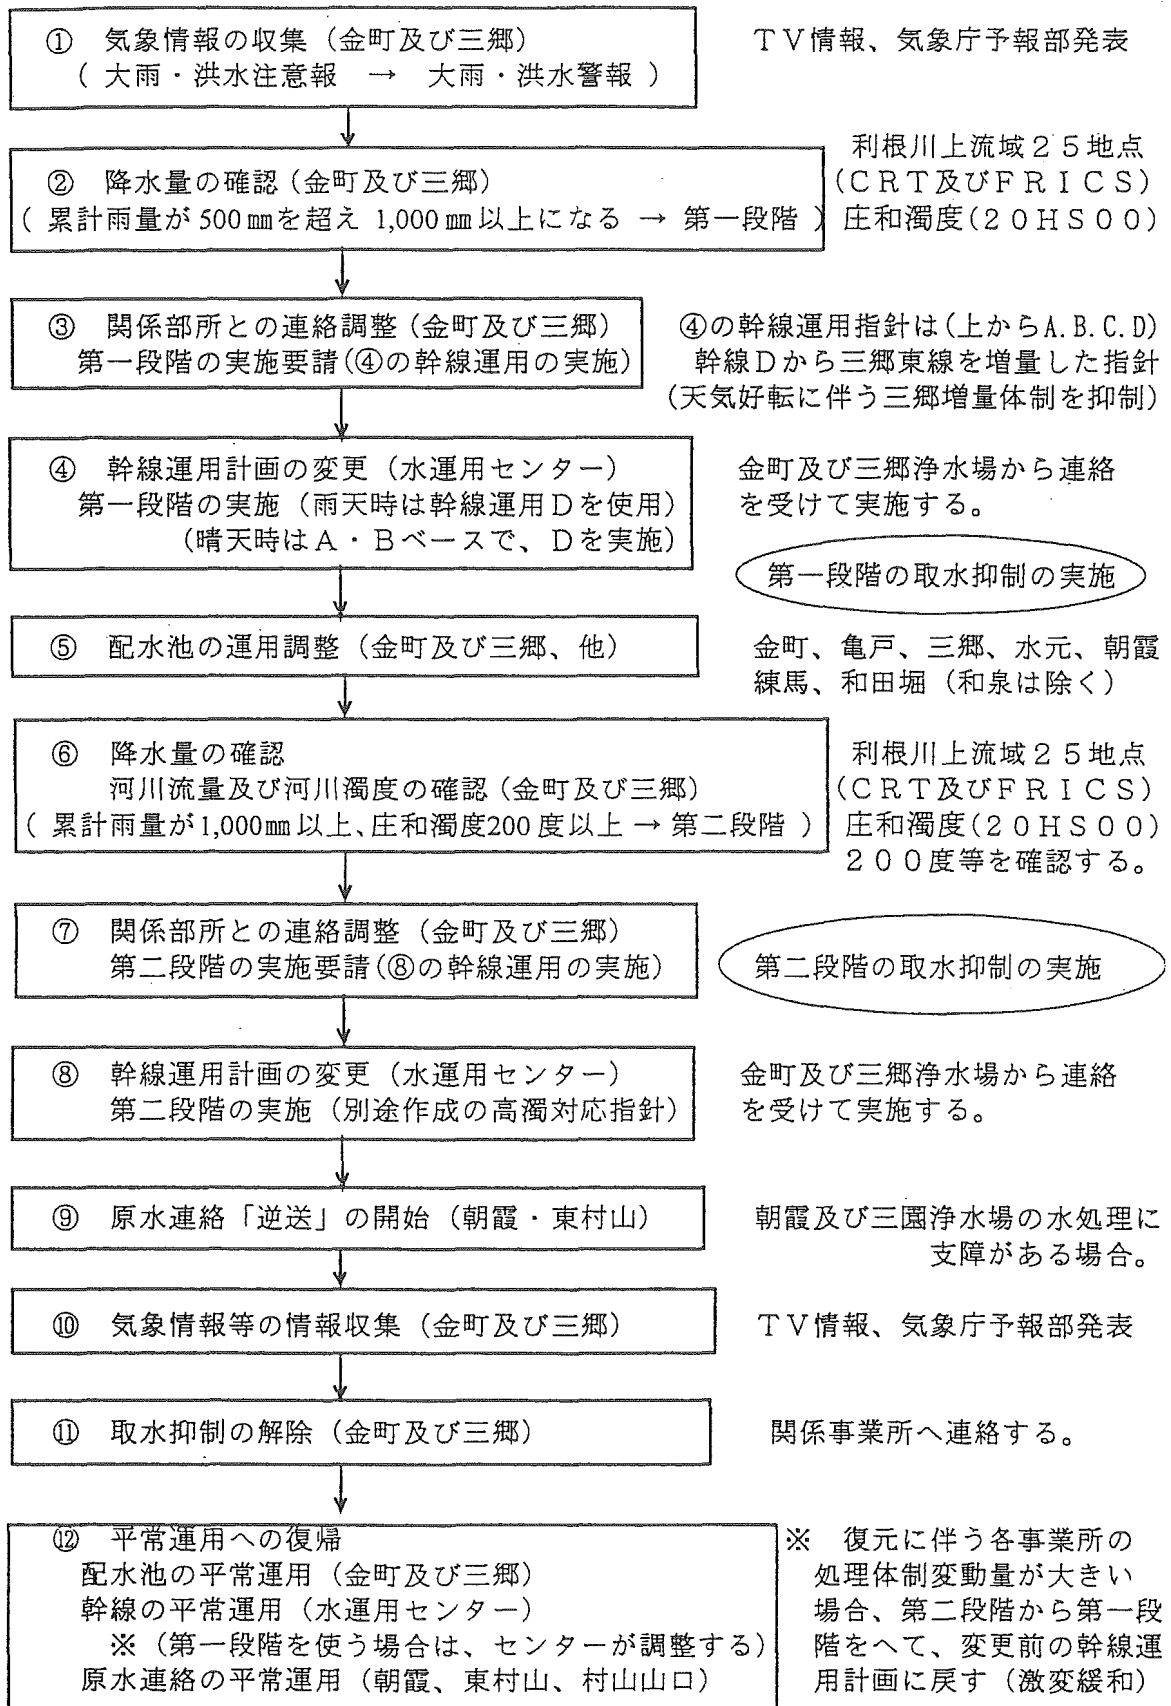 ① 気象情報の収集（金町及び三郷）
（ 大雨・洪水注意報 → 大雨・洪水警報 ）
ＴＶ情報、気象庁予報部発表
② 降水量の確認（金町及び三郷）
（ 累計雨量が 500㎜を超え 1,000㎜以上になる → 第一段階 ）
利根川上流域２５地点
（ＣＲＴ及びＦＲＩＣＳ）
庄和濁度（２０ＨＳ００）
③ 関係部所との連絡調整（金町及び三郷）
第一段階の実施要請（④の幹線運用の実施）
④の幹線運用指針は（上からA.B.C.D）
幹線Ｄから三郷東線を増量した指針
（天気好転に伴う三郷増量体制を抑制）
④ 幹線運用計画の変更（水運用センター）
第一段階の実施（雨天時は幹線運用Ｄを使用）
（晴天時はＡ・Ｂベースで、Ｄを実施）
金町及び三郷浄水場から連絡
を受けて実施する。
第一段階の取水抑制の実施
⑤ 配水池の運用調整（金町及び三郷、他）
金町、亀戸、三郷、水元、朝霞
練馬、和田堀（和泉は除く）
⑥ 降水量の確認
河川流量及び河川濁度の確認（金町及び三郷）
（ 累計雨量が1,000㎜以上、庄和濁度200度以上 → 第二段階 ）
利根川上流域２５地点
（ＣＲＴ及びＦＲＩＣＳ）
庄和濁度（２０ＨＳ００）
２００度等を確認する。
⑦ 関係部所との連絡調整（金町及び三郷）
第二段階の実施要請（⑧の幹線運用の実施）
第二段階の取水抑制の実施
⑧ 幹線運用計画の変更（水運用センター）
第二段階の実施（別途作成の高濁対応指針）
金町及び三郷浄水場から連絡
を受けて実施する。
⑨ 原水連絡「逆送」の開始（朝霞・東村山）
朝霞及び三園浄水場の水処理に
支障がある場合。
⑩ 気象情報等の情報収集（金町及び三郷）
ＴＶ情報、気象庁予報部発表
⑪ 取水抑制の解除（金町及び三郷）
関係事業所へ連絡する。
⑫ 平常運用への復帰
配水池の平常運用（金町及び三郷）
幹線の平常運用（水運用センター）
※（第一段階を使う場合は、センターが調整する）
原水連絡の平常運用（朝霞、東村山、村山山口）
※ 復元に伴う各事業所の
処理体制変動量が大きい
場合、第二段階から第一段
階をへて、変更前の幹線運
用計画に戻す（激変緩和）